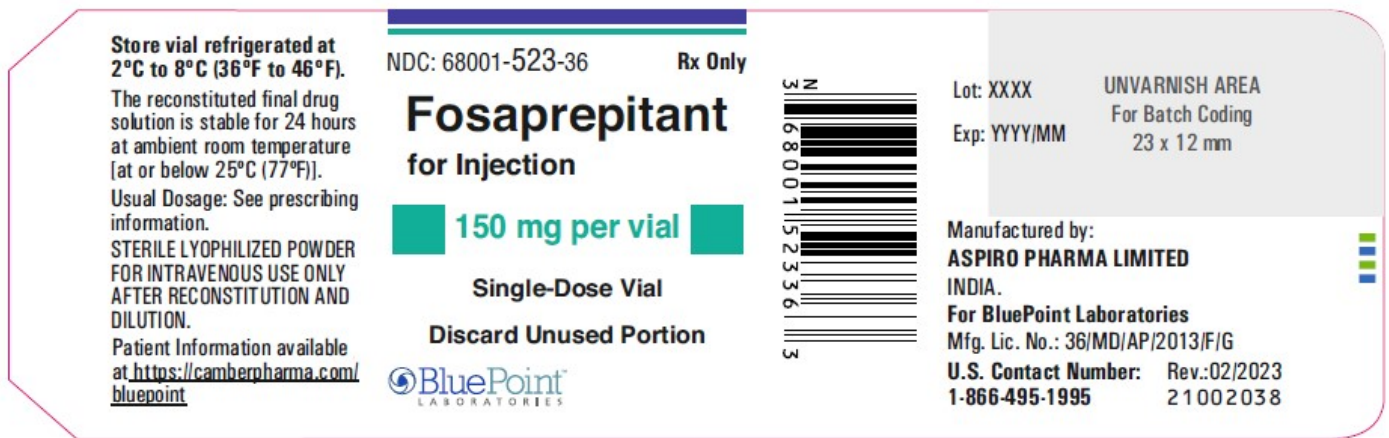 Store vial refrigerated at
2°C to 8°C (36°F to 46°F).
The reconstituted final drug
solution is stable for 24 hours
at ambient room temperature
[at or below 25°C (77°F)].
Usual Dosage: See prescribing
information.
STERILE LYOPHILIZED POWDER
FOR INTRAVENOUS USE ONLY
AFTER RECONSTITUTION AND
DILUTION.
Patient Information available
at https://camberpharma.com/
bluepoint
NDC: 68001-523-36 Rx Only
Fosaprepitant
for Injection
150 mg per vial
Single-Dose Vial
Discard Unused Portion
BluePoint™
LABORATORIES
N
3 68001 52336 3
Lot: XXXX
Exp: YYYY/MM
UNVARNISH AREA
For Batch Coding
23 x 12 mm
Manufactured by:
ASPIRO PHARMA LIMITED
INDIA.
For BluePoint Laboratories
Mfg. Lic. No.: 36/MD/AP/2013/F/G
U.S. Contact Number: Rev.:02/2023
1-866-495-1995 21002038